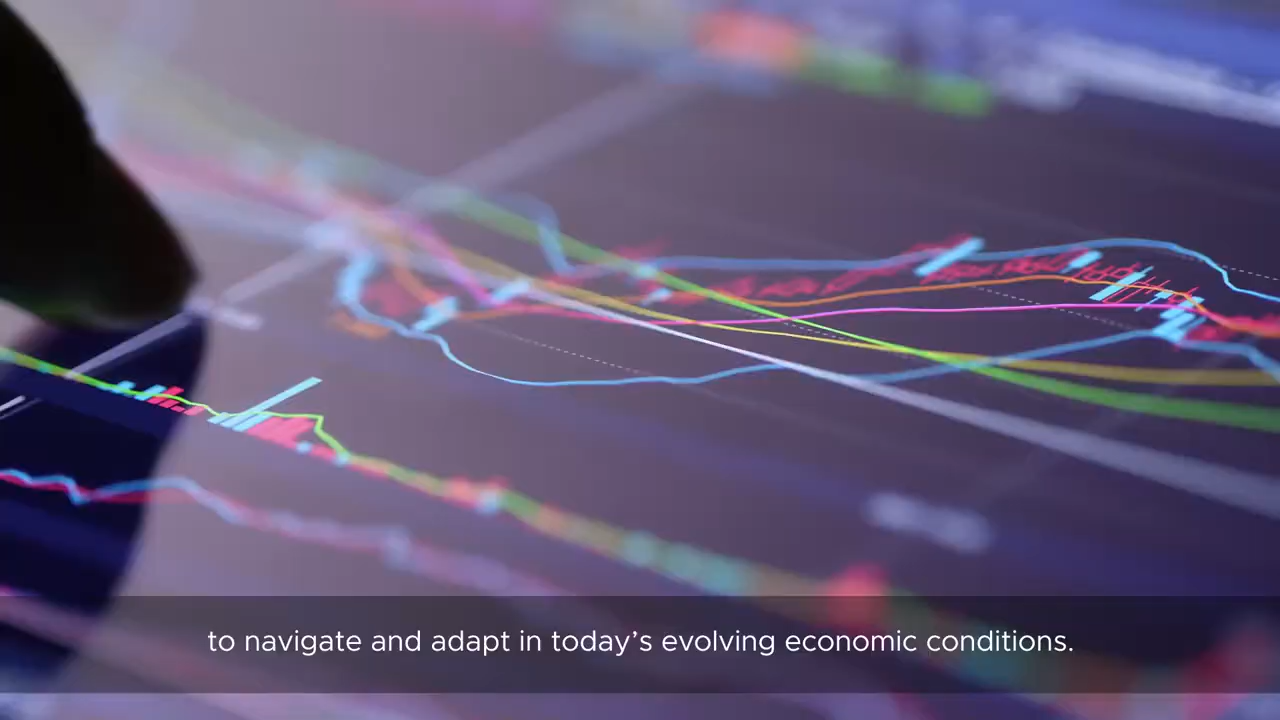 to navigate and adapt in today's evolving economic conditions.